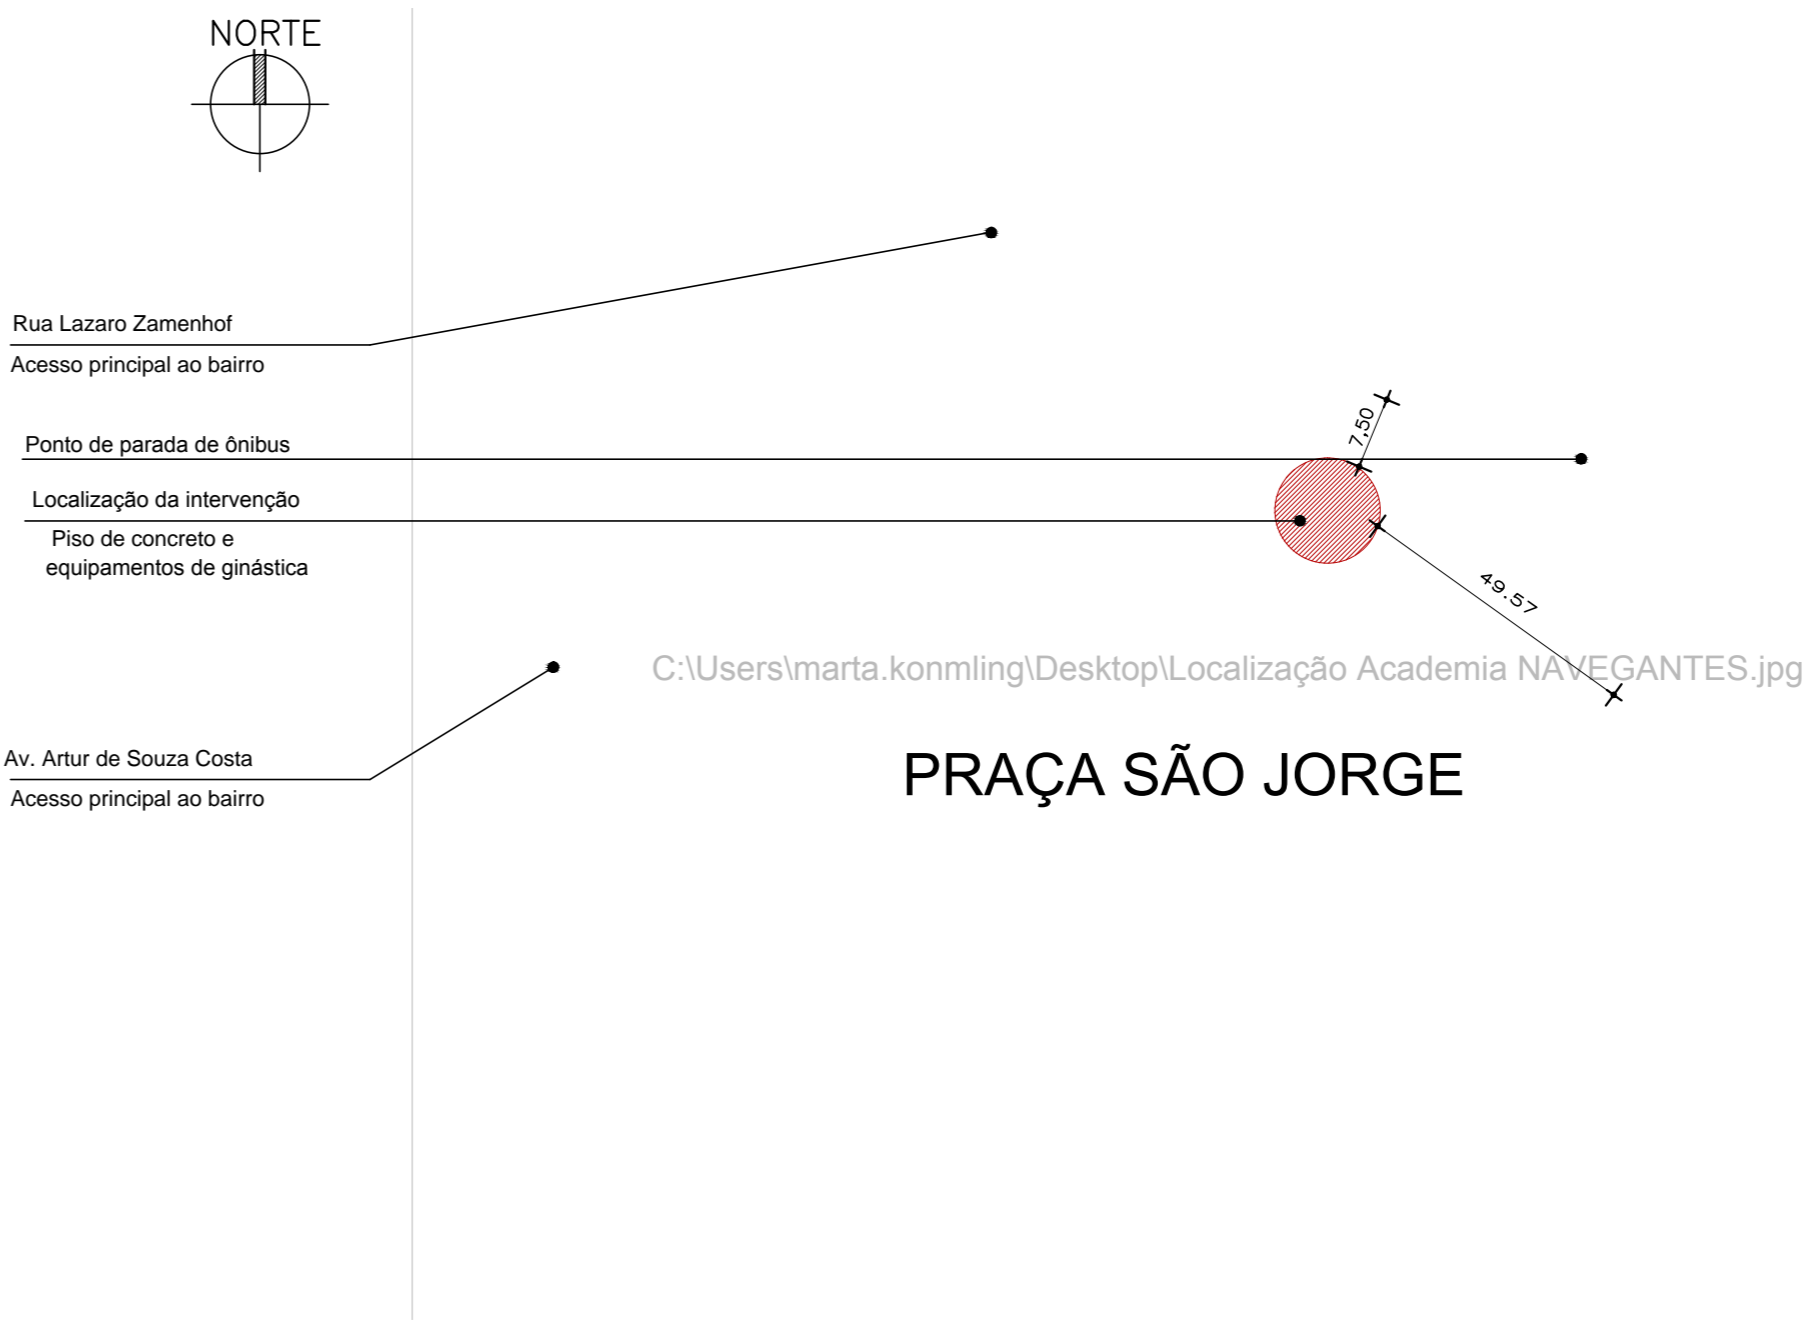 NORTE
Rua Lazaro Zamenhof
Acesso principal ao bairro
7,50
Ponto de parada de ônibus
Localização da intervenção
Piso de concreto e
equipamentos de ginástica
49.57
C:\Users\marta.konmling\Desktop\Localização Academia NAVEGANTES.jpg
Av. Artur de Souza Costa
Acesso principal ao bairro
PRAÇA SÃO JORGE